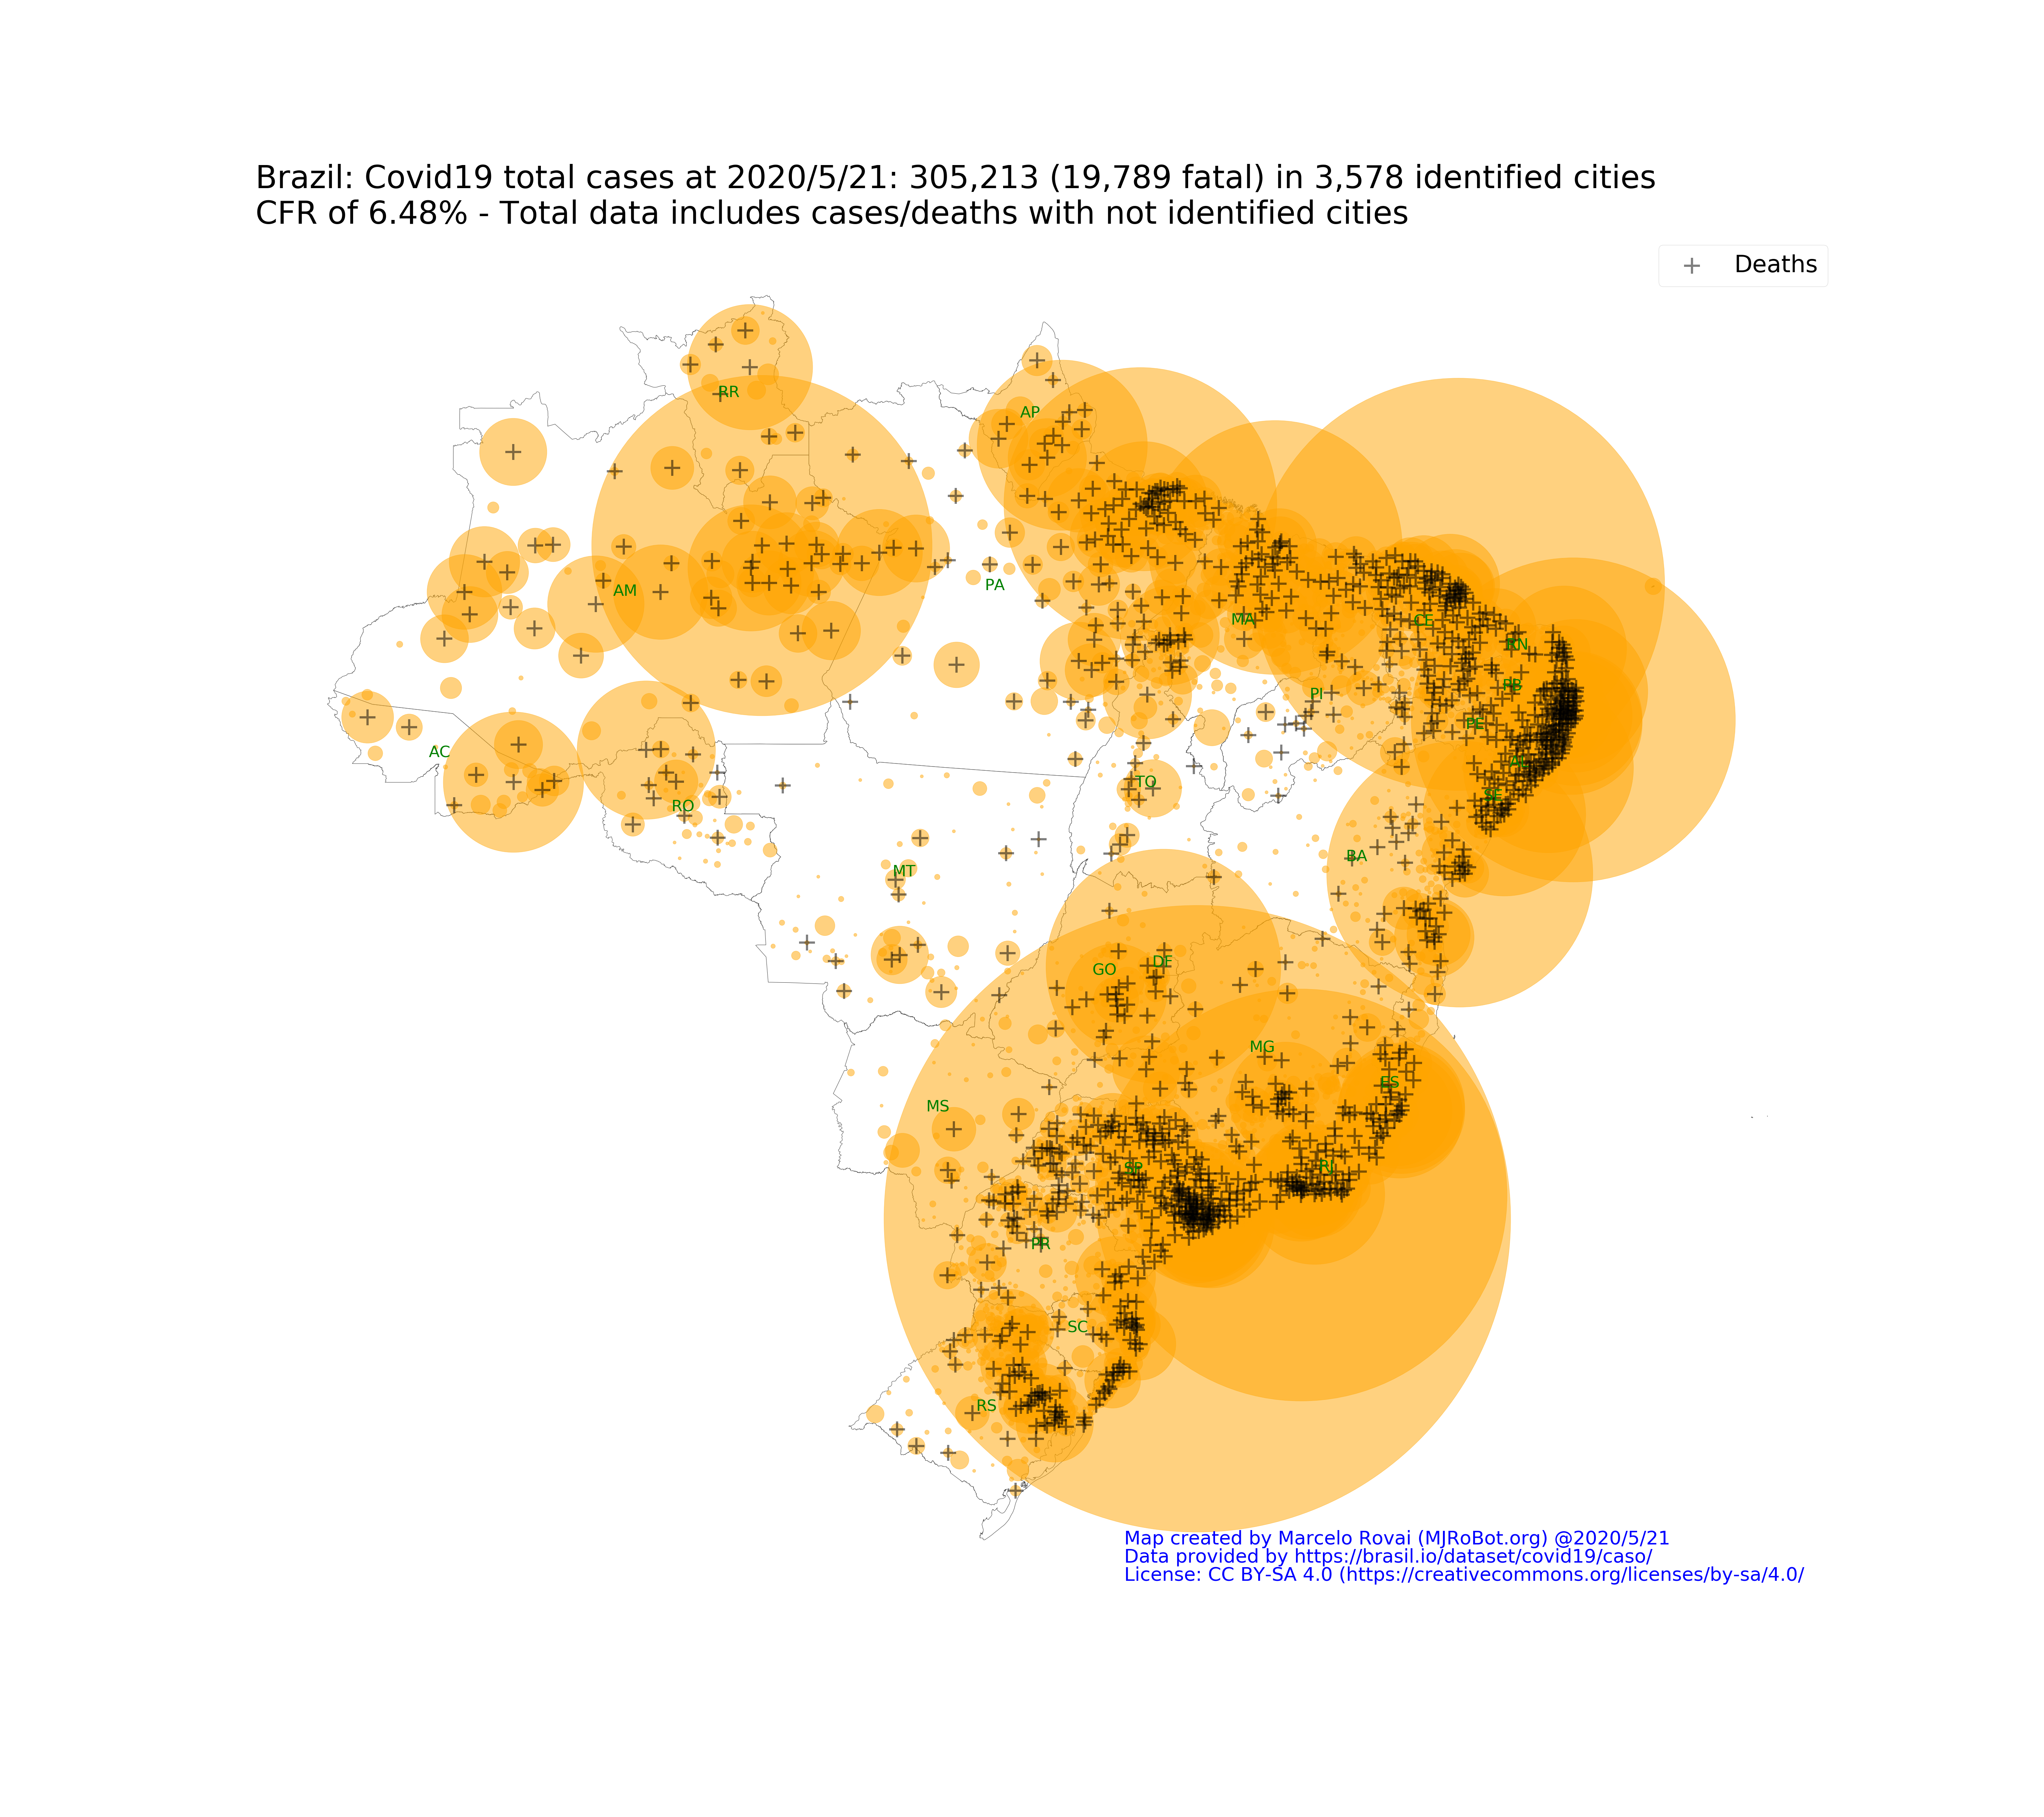 Brazil: Covid19 total cases at 2020/5/21: 305,213 (19,789 fatal) in 3,578 identified cities
CFR of 6.48% - Total data includes cases/deaths with not identified cities
Deaths
RR
AP
AM
PA
MA
CE
RN
PB
PI
PE
AC
AL
TO
SE
RO
BA
MT
GO
DF
MG
ES
MS
SP
RJ
PR
SC
RS
Map created by Marcelo Rovai (MJRoBot.org) @2020/5/21
Data provided by https://brasil.io/dataset/covid19/caso/
License: CC BY-SA 4.0 (https://creativecommons.org/licenses/by-sa/4.0/